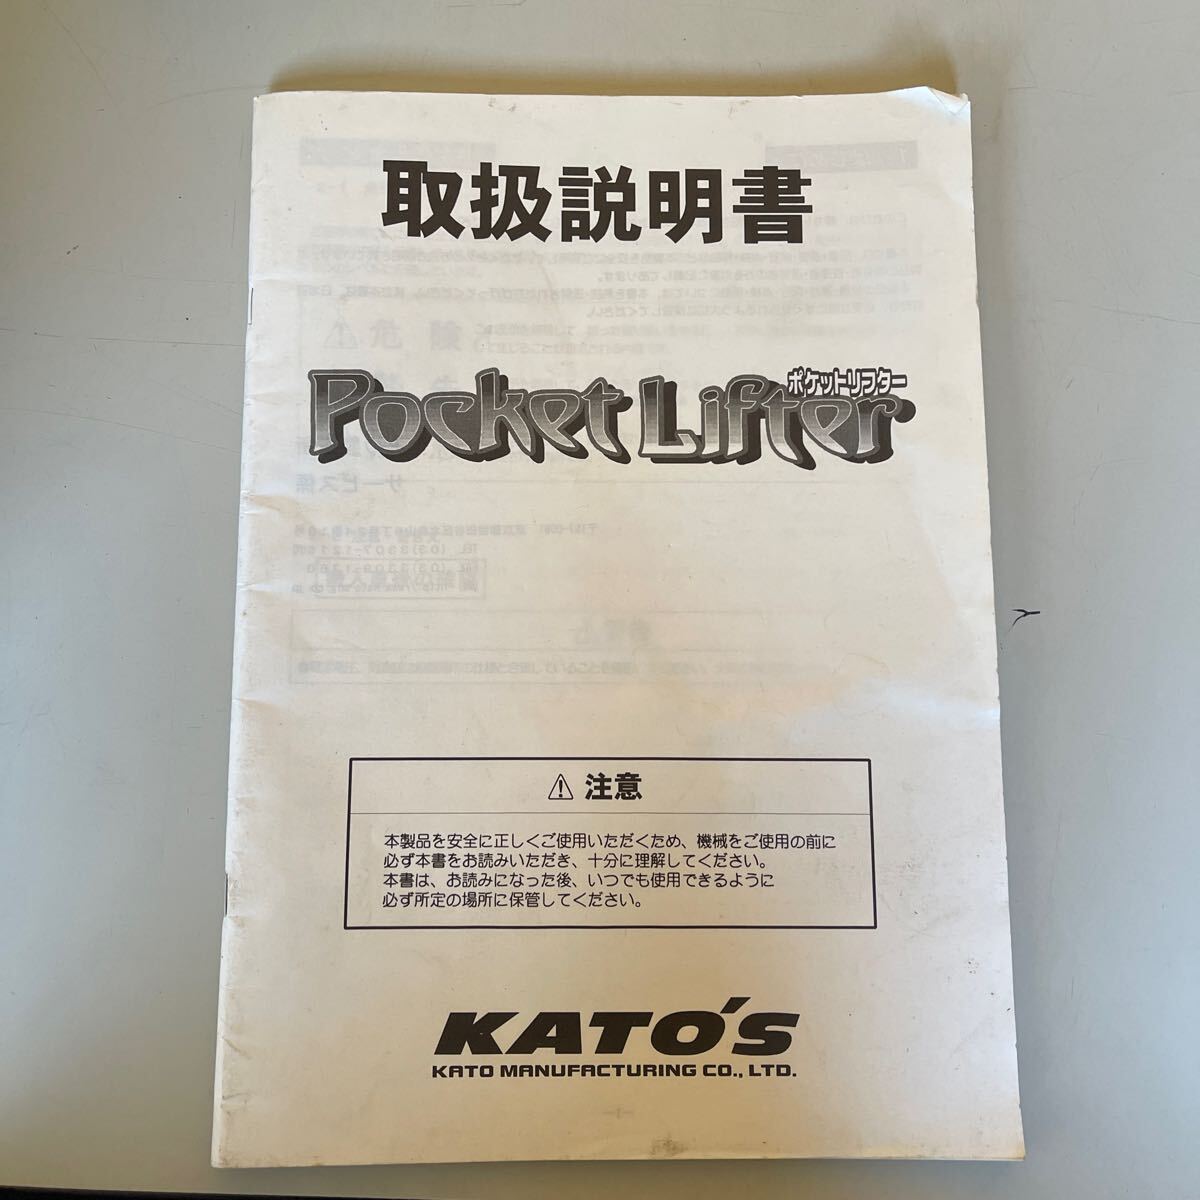 取扱説明書
ポケットリフター
Pocket Lifter
⚠ 注意
本製品を安全に正しくご使用いただくため、機械をご使用の前に
必ず本書をお読みいただき、十分に理解してください。
本書は、お読みになった後、いつでも使用できるように
必ず所定の場所に保管してください。
KATO'S
KATO MANUFACTURING CO., LTD.